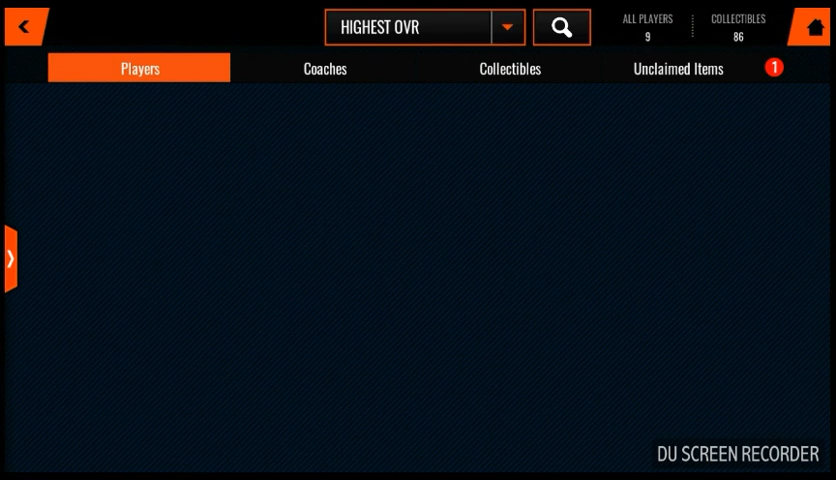 HIGHEST OVR
ALL PLAYERS
9
COLLECTIBLES
86
Players
Coaches
Collectibles
Unclaimed Items
1
DU SCREEN RECORDER